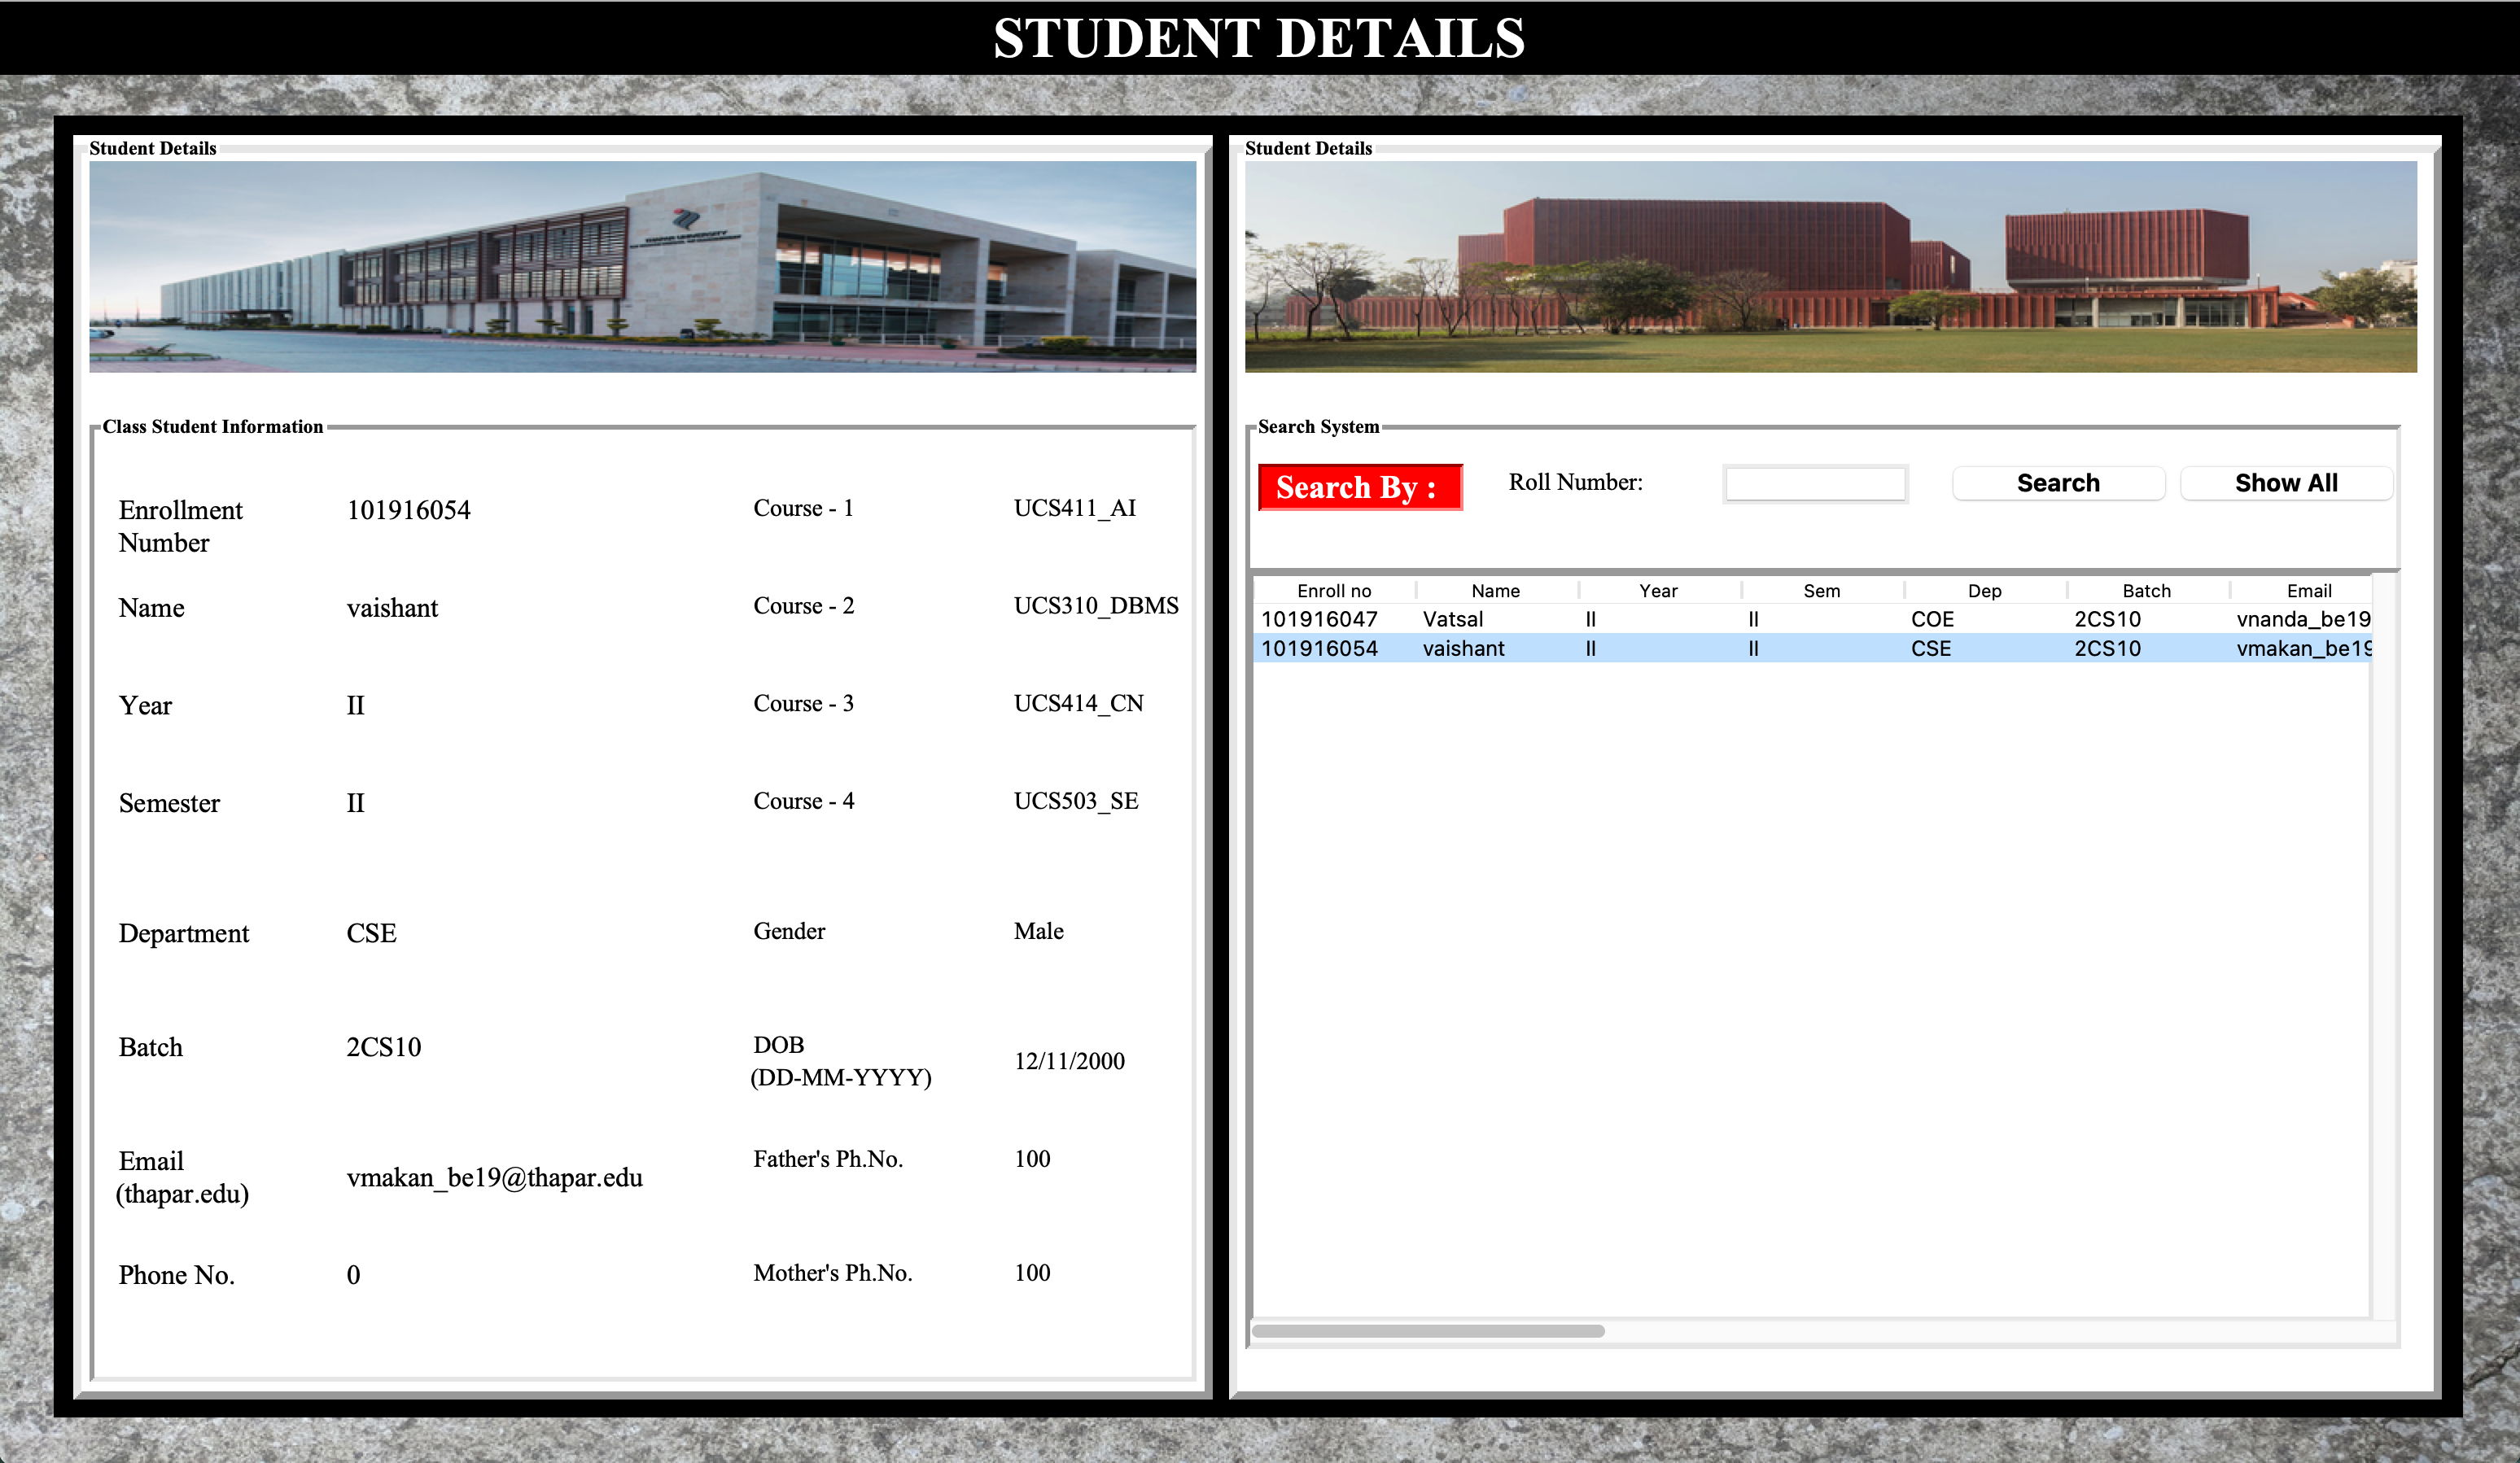 STUDENT DETAILS
Student Details
THAPAR UNIVERSITY
Class Student Information
Enrollment Number 101916054 Course - 1 UCS411_AI
Name vaishant Course - 2 UCS310_DBMS
Year II Course - 3 UCS414_CN
Semester II Course - 4 UCS503_SE
Department CSE Gender Male
Batch 2CS10 DOB (DD-MM-YYYY) 12/11/2000
Email (thapar.edu) vmakan_be19@thapar.edu Father's Ph.No. 100
Phone No. 0 Mother's Ph.No. 100
Student Details
Search System
Search By : Roll Number: Search Show All
Enroll no Name Year Sem Dep Batch Email
101916047 Vatsal II II COE 2CS10 vnanda_be19
101916054 vaishant II II CSE 2CS10 vmakan_be19